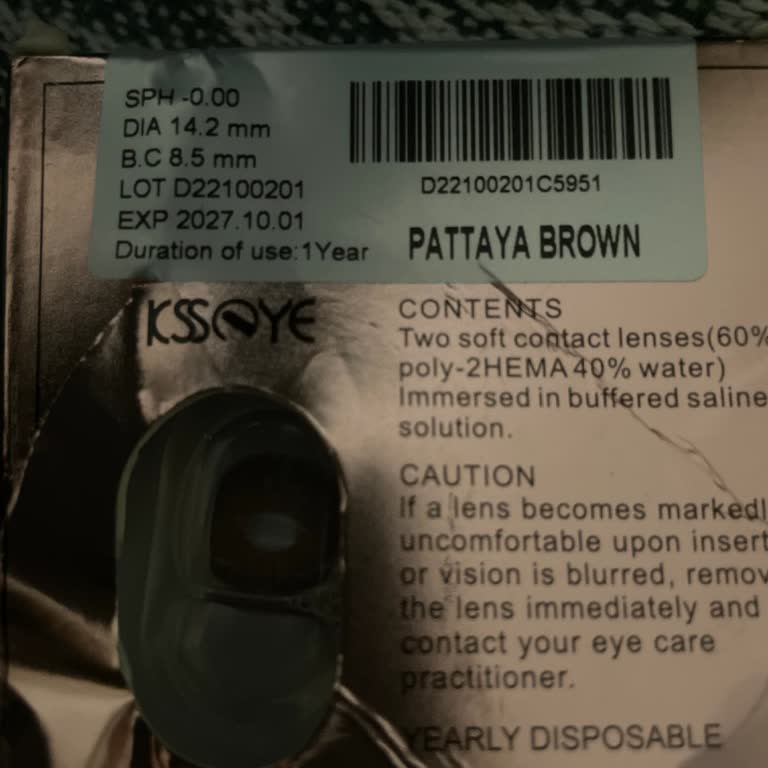 SPH -0.00
DIA 14.2 mm
B.C 8.5 mm
LOT D22100201
EXP 2027.10.01
Duration of use:1Year
D22100201C5951
PATTAYA BROWN
KSSEYE
CONTENTS
Two soft contact lenses(60%
poly-2HEMA 40% water)
Immersed in buffered saline
solution.
CAUTION
If a lens becomes markedl
uncomfortable upon insert
or vision is blurred, remov
the lens immediately and
contact your eye care
practitioner.
YEARLY DISPOSABLE